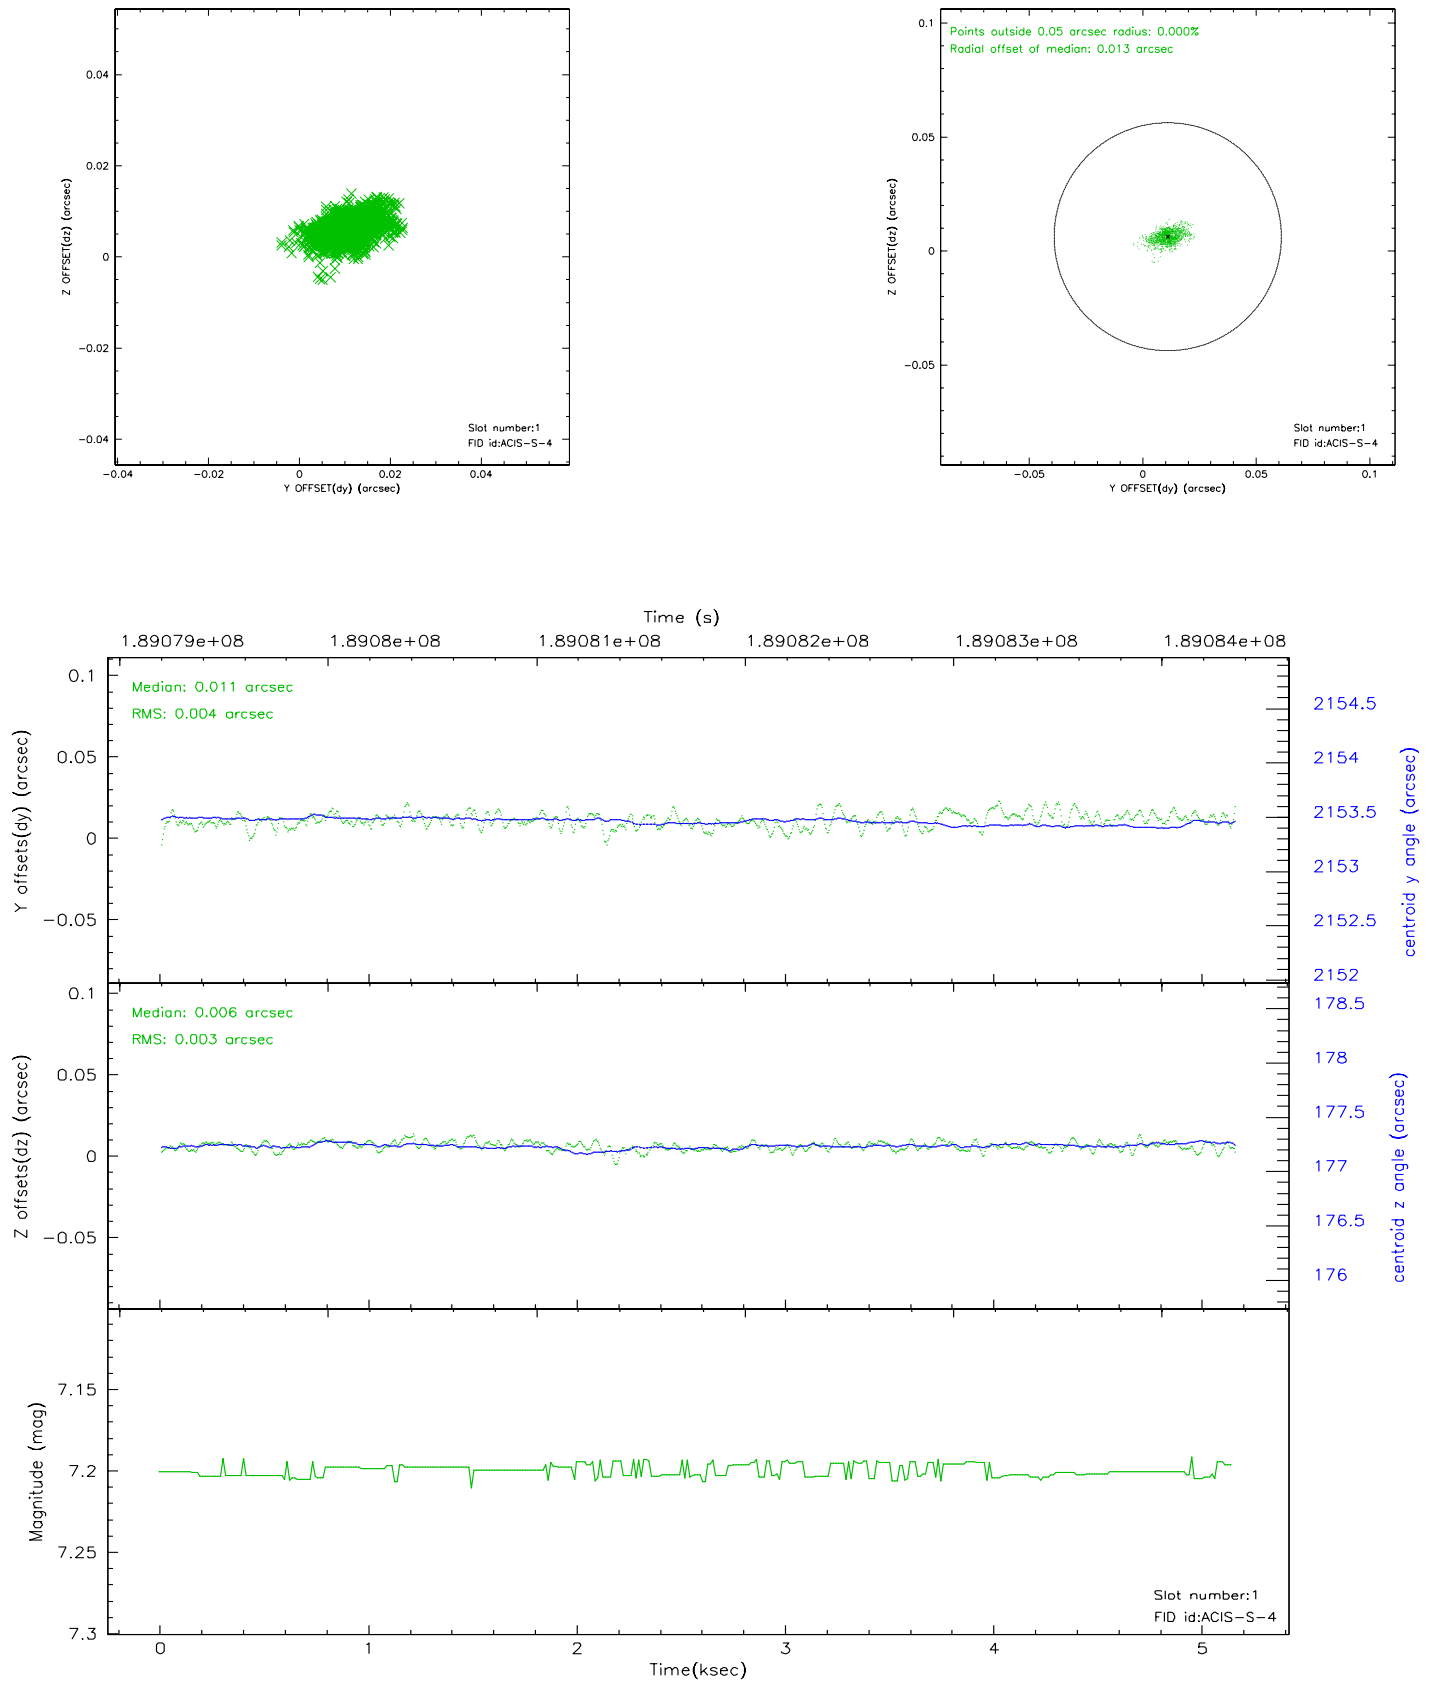 0.04
0.02
0
−0.02
−0.04
Z OFFSET(dz) (arcsec)
Slot number:1
FID id:ACIS−S−4
−0.04 −0.02 0 0.02 0.04
Y OFFSET(dy) (arcsec)
Points outside 0.05 arcsec radius: 0.000%
Radial offset of median: 0.013 arcsec
0.1
0.05
0
−0.05
Z OFFSET(dz) (arcsec)
Slot number:1
FID id:ACIS−S−4
−0.05 0 0.05 0.1
Y OFFSET(dy) (arcsec)
Time (s)
1.89079e+08 1.8908e+08 1.89081e+08 1.89082e+08 1.89083e+08 1.89084e+08
Median: 0.011 arcsec
RMS: 0.004 arcsec
0.1
0.05
0
−0.05
Y offsets(dy) (arcsec)
2154.5
2154
2153.5
2153
2152.5
2152
centroid y angle (arcsec)
Median: 0.006 arcsec
RMS: 0.003 arcsec
0.1
0.05
0
−0.05
Z offsets(dz) (arcsec)
178.5
178
177.5
177
176.5
176
centroid z angle (arcsec)
7.15
7.2
7.25
7.3
Magnitude (mag)
Slot number:1
FID id:ACIS−S−4
0 1 2 3 4 5
Time(ksec)